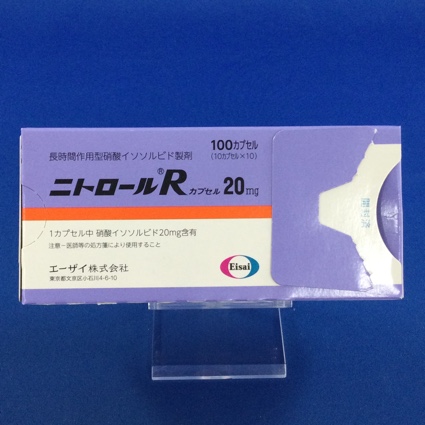 長時間作用型硝酸イソソルビド製剤
100カプセル
(10カプセル×10)
ニトロール®R カプセル 20mg
1カプセル中 硝酸イソソルビド20mg含有
注意-医師等の処方箋により使用すること
エーザイ株式会社
東京都文京区小石川4-6-10
Eisai